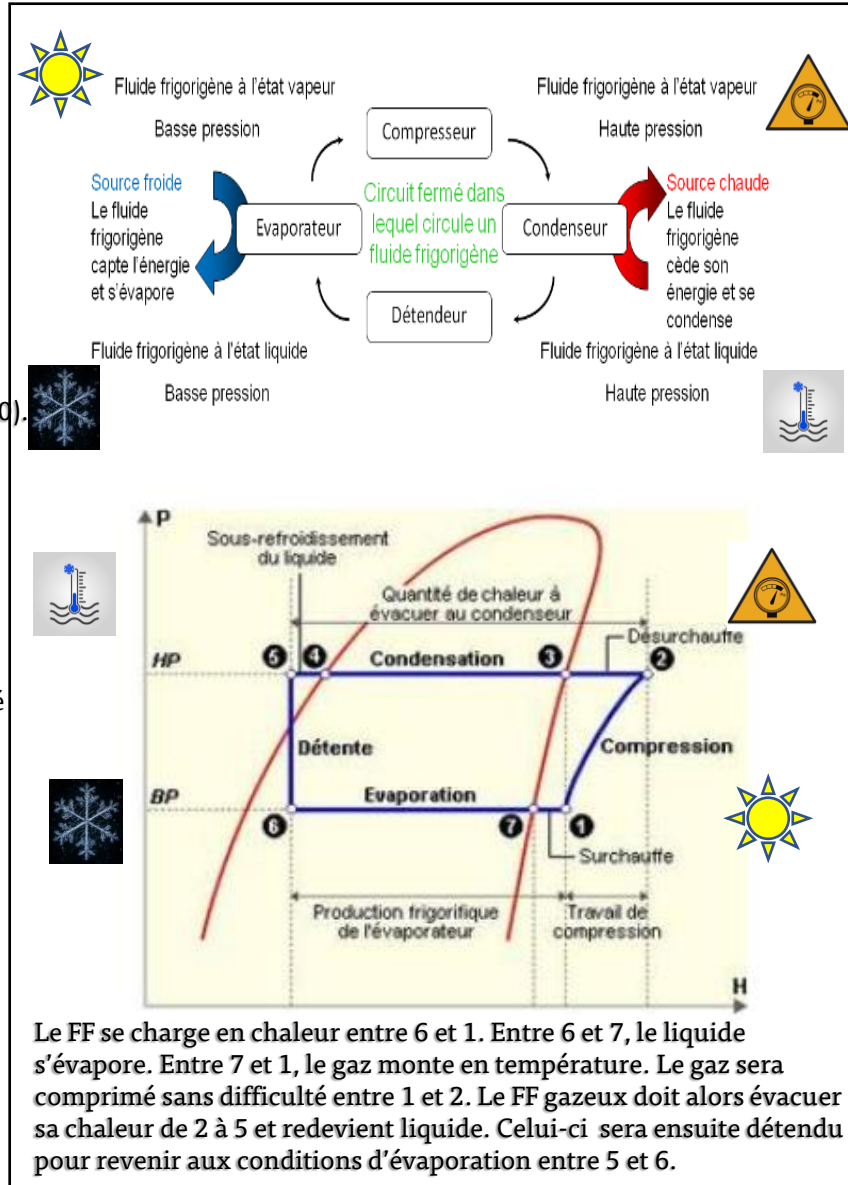 Fluide frigorigène à l'état vapeur
Basse pression
Fluide frigorigène à l'état vapeur
Haute pression
Compresseur
Source froide
Le fluide
frigorigène
capte l'énergie
et s'évapore
Evaporateur
Circuit fermé dans
lequel circule un
fluide frigorigène
Condenseur
Source chaude
Le fluide
frigorigène
cède son
énergie et se
condense
Détendeur
Fluide frigorigène à l'état liquide
Basse pression
Fluide frigorigène à l'état liquide
Haute pression
0).
P
Sous-refroidissement
du liquide
Quantité de chaleur à
évacuer au condenseur
Désurchauffe
HP
5
4
Condensation
3
2
é
Détente
Compression
BP
Evaporation
6
7
1
Surchauffe
Production frigorifique
de l'évaporateur
Travail de
compression
H
Le FF se charge en chaleur entre 6 et 1. Entre 6 et 7, le liquide
s'évapore. Entre 7 et 1, le gaz monte en température. Le gaz sera
comprimé sans difficulté entre 1 et 2. Le FF gazeux doit alors évacuer
sa chaleur de 2 à 5 et redevient liquide. Celui-ci sera ensuite détendu
pour revenir aux conditions d'évaporation entre 5 et 6.